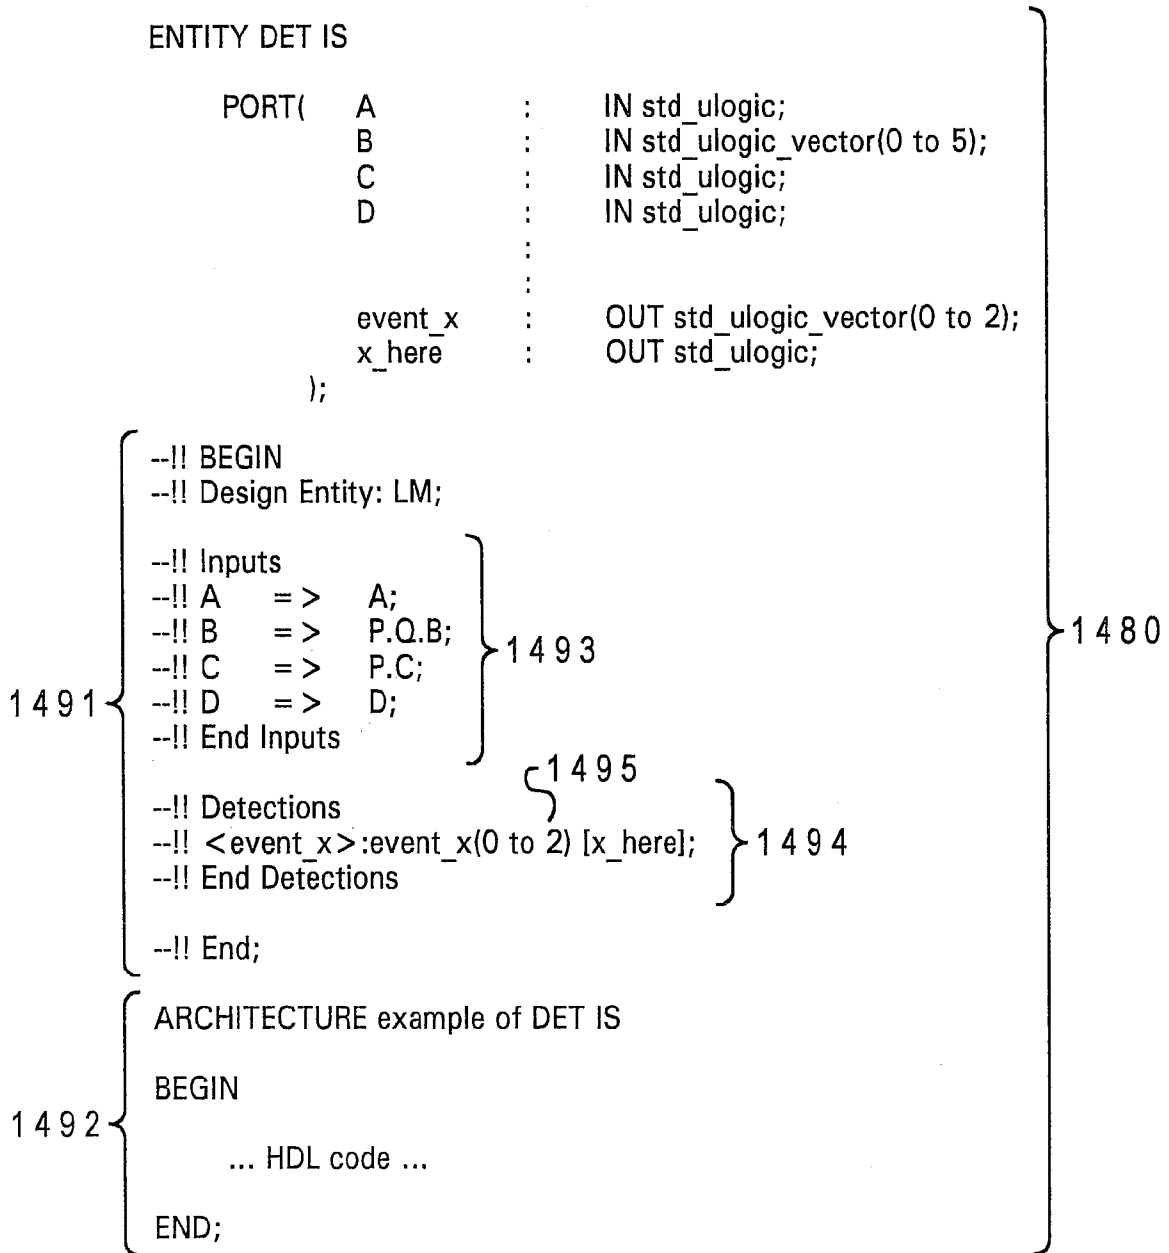 ENTITY DET IS
PORT( A : IN std_ulogic;
B : IN std_ulogic_vector(0 to 5);
C : IN std_ulogic;
D : IN std_ulogic;
:
:
event_x : OUT std_ulogic_vector(0 to 2);
x_here : OUT std_ulogic;
);
--!! BEGIN
--!! Design Entity: LM;
--!! Inputs
--!! A => A;
--!! B => P.Q.B;
--!! C => P.C;
--!! D => D;
--!! End Inputs
1493
1480
1491
1495
--!! Detections
--!! <event_x>:event_x(0 to 2) [x_here];
--!! End Detections
1494
--!! End;
ARCHITECTURE example of DET IS
BEGIN
1492
... HDL code ...
END;